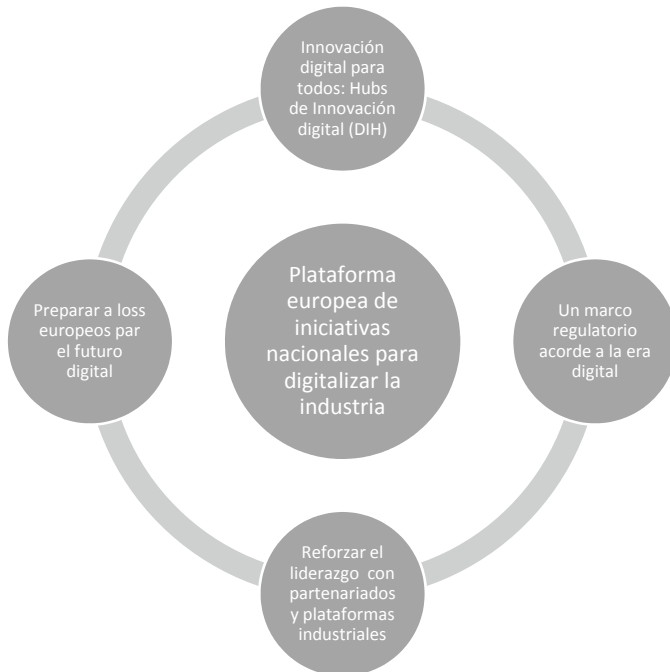 Innovación
digital para
todos: Hubs
de Innovación
digital (DIH)
Plataforma
europea de
iniciativas
nacionales para
digitalizar la
industria
Preparar a loss
europeos par
el futuro
digital
Un marco
regulatorio
acorde a la era
digital
Reforzar el
liderazgo con
partenariados
y plataformas
industriales